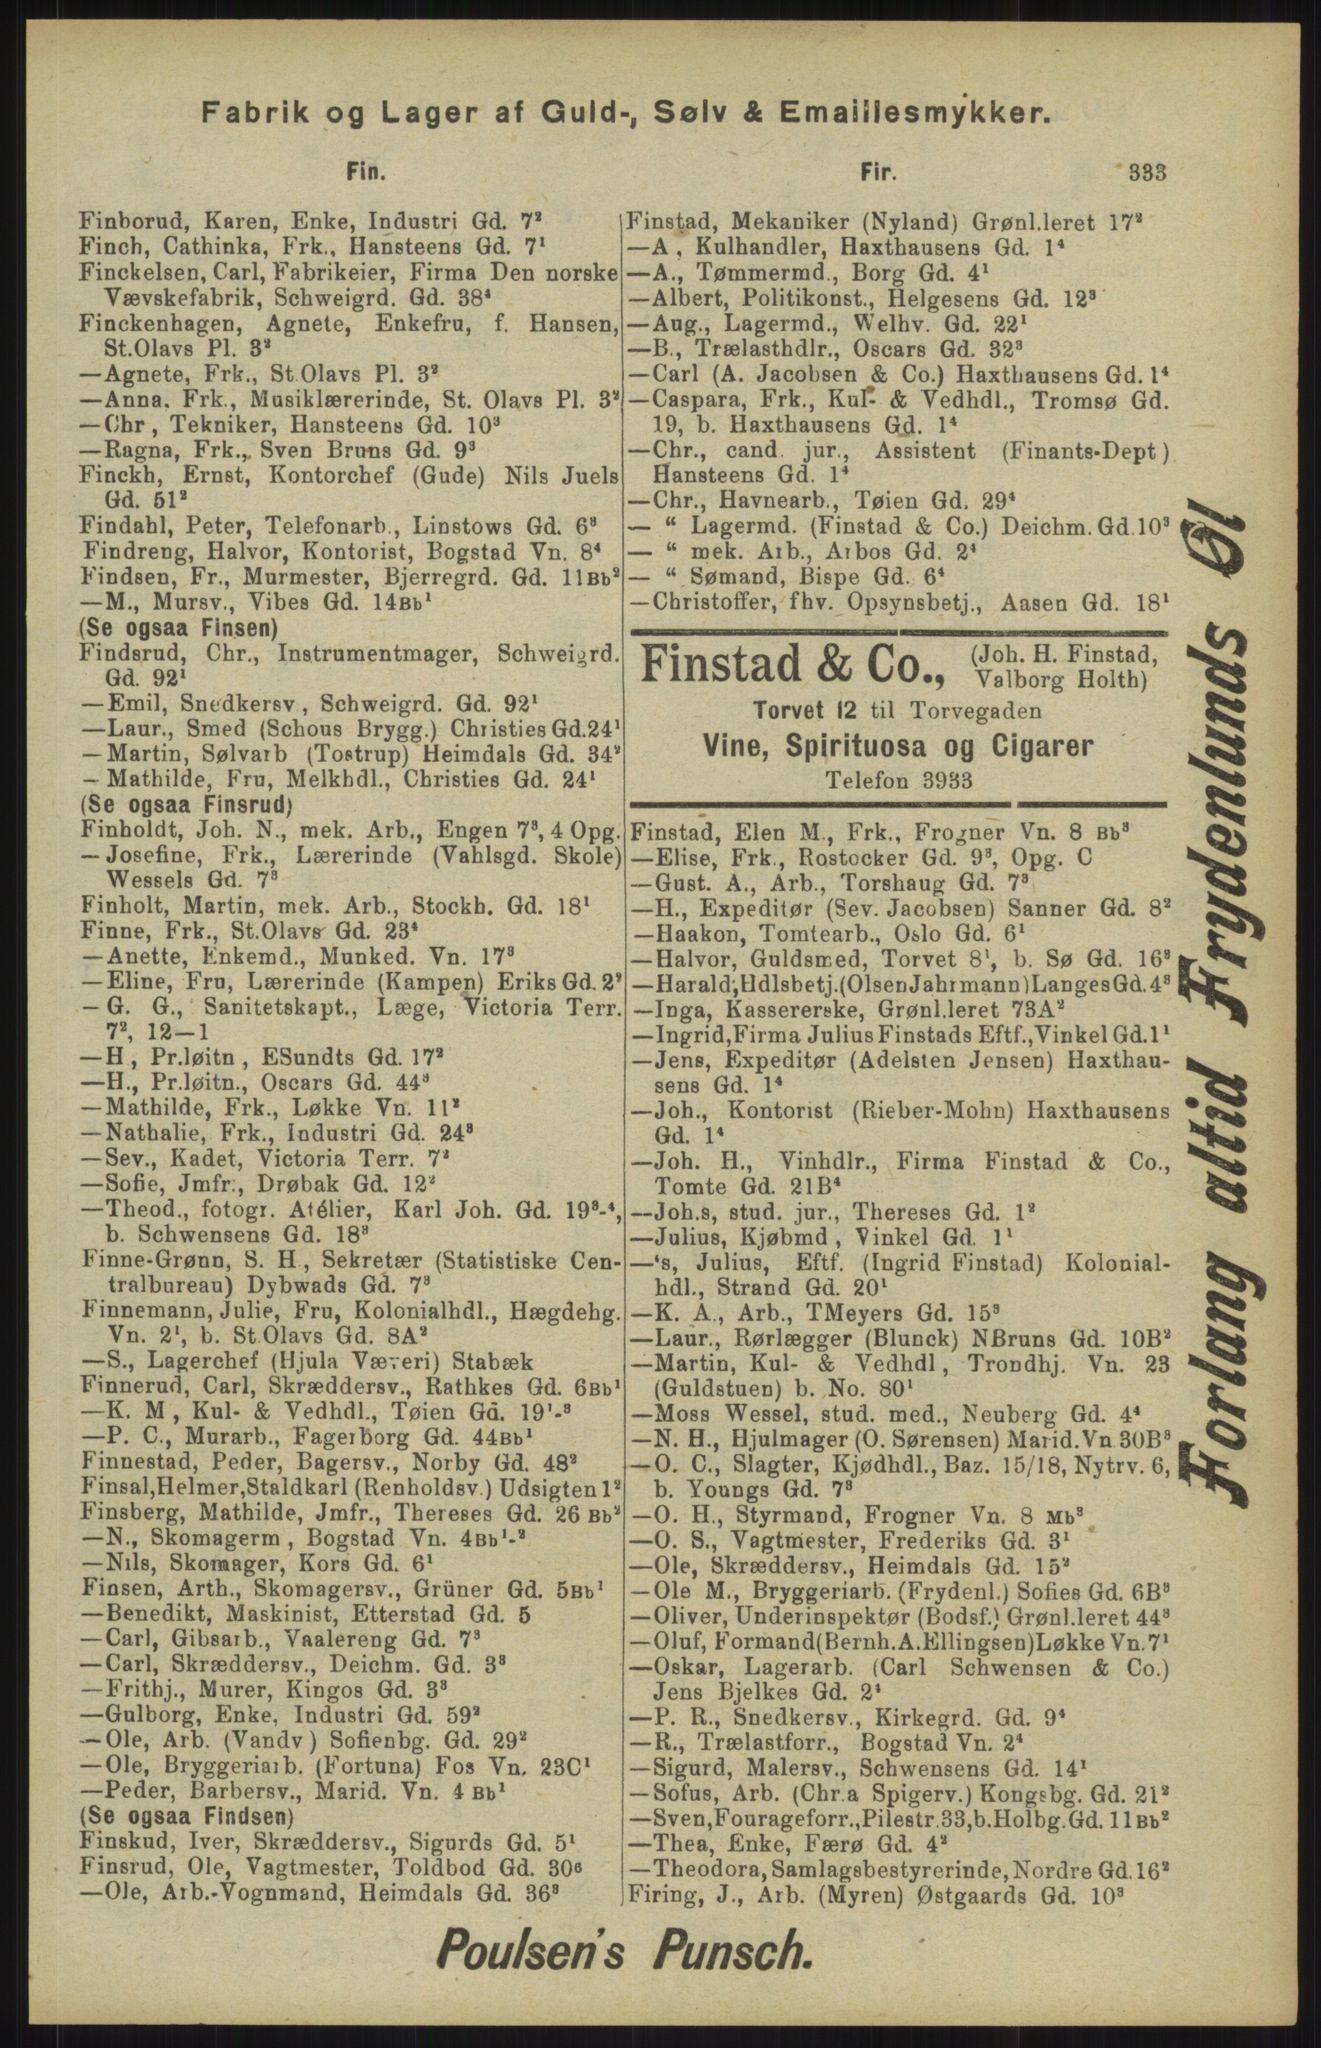 Fabrik og Lager af Guld-, Sølv & Emaillesmykker.
Fin.
Fir.
333
Finborud, Karen, Enke, Industri Gd. 7²
Finch, Cathinka, Frk., Hansteens Gd. 7¹
Finckelsen, Carl, Fabrikeier, Firma Den norske
Vævskefabrik, Schweigrd. Gd. 38⁴
Finckenhagen, Agnete, Enkefru, f. Hansen,
St.Olavs Pl. 3²
—Agnete, Frk., St.Olavs Pl. 3²
—Anna, Frk., Musiklærerinde, St. Olavs Pl. 3²
—Chr, Tekniker, Hansteens Gd. 10³
—Ragna, Frk., Sven Bruns Gd. 9³
Finckh, Ernst, Kontorchef (Gude) Nils Juels
Gd. 51²
Findahl, Peter, Telefonarb., Linstows Gd. 6³
Findreng, Halvor, Kontorist, Bogstad Vn. 8⁴
Findsen, Fr., Murmester, Bjerregrd. Gd. 11Bb²
—M., Mursv., Vibes Gd. 14Bb¹
(Se ogsaa Finsen)
Findsrud, Chr., Instrumentmager, Schweigrd.
Gd. 92¹
—Emil, Snedkersv, Schweigrd. Gd. 92¹
—Laur., Smed (Schous Brygg.) Christies Gd.24¹
—Martin, Sølvarb (Tostrup) Heimdals Gd. 34²
—Mathilde, Fru, Melkhdl., Christies Gd. 24¹
(Se ogsaa Finsrud)
Finholdt, Joh. N., mek. Arb., Engen 7³, 4 Opg.
—Josefine, Frk., Lærerinde (Vahlsgd. Skole)
Wessels Gd. 7³
Finholt, Martin, mek. Arb., Stockh. Gd. 18¹
Finne, Frk., St.Olavs Gd. 23⁴
—Anette, Enkemd., Munked. Vn. 17³
—Eline, Fru, Lærerinde (Kampen) Eriks Gd. 2²
—G. G., Sanitetskapt., Læge, Victoria Terr.
7², 12—1
—H, Pr.løitn, ESundts Gd. 17²
—H., Pr.løitn., Oscars Gd. 44³
—Mathilde, Frk., Løkke Vn. 11²
—Nathalie, Frk., Industri Gd. 24³
—Sev., Kadet, Victoria Terr. 7²
—Sofie, Jmfr., Drøbak Gd. 12²
—Theod., fotogr. Atélier, Karl Joh. Gd. 19³-⁴,
b. Schwensens Gd. 18³
Finne-Grønn, S. H, Sekretær (Statistiske Cen-
tralbureau) Dybwads Gd. 7³
Finnemann, Julie, Fru, Kolonialhdl., Hægdehg.
Vn. 2¹, b. St.Olavs Gd. 8A²
—S., Lagerchef (Hjula Væveri) Stabæk
Finnerud, Carl, Skræddersv., Rathkes Gd. 6Bb¹
—K. M, Kul- & Vedhdl., Tøien Gd. 19¹-³
—P. C., Murarb., Fagerborg Gd. 44Bb¹
Finnestad, Peder, Bagersv., Norby Gd. 48²
Finsal, Helmer, Staldkarl (Renholdsv.) Udsigten 1²
Finsberg, Mathilde, Jmfr., Thereses Gd. 26 Bb²
—N., Skomagerm, Bogstad Vn. 4Bb¹-²
—Nils, Skomager, Kors Gd. 6¹
Finsen, Arth., Skomagersv., Grüner Gd. 5Bb¹
—Benedikt, Maskinist, Etterstad Gd. 5
—Carl, Gibsarb., Vaalereng Gd. 7³
—Carl, Skræddersv., Deichm. Gd. 3³
—Frithj., Murer, Kingos Gd. 3³
—Gulborg, Enke, Industri Gd. 59²
—Ole, Arb. (Vandv) Sofienbg. Gd. 29²
—Ole, Bryggeriarb. (Fortuna) Fos Vn. 23C¹
—Peder, Barbersv., Marid. Vn. 4 Bb¹
(Se ogsaa Findsen)
Finskud, Iver, Skræddersv., Sigurds Gd. 5¹
Finsrud, Ole, Vagtmester, Toldbod Gd. 30⁶
—Ole, Arb.-Vognmand, Heimdals Gd. 36³
Finstad, Mekaniker (Nyland) Grønl.leret 17²
—A, Kulhandler, Haxthausens Gd. 1⁴
—A., Tømmermd., Borg Gd. 4¹
—Albert, Politikonst., Helgesens Gd. 12³
—Aug., Lagermd., Welhv. Gd. 22¹
—B., Trælasthdlr., Oscars Gd. 32³
—Carl (A. Jacobsen & Co.) Haxthausens Gd. 1⁴
—Caspara, Frk., Kul- & Vedhdl., Tromsø Gd.
19, b. Haxthausens Gd. 1⁴
—Chr., cand. jur., Assistent (Finants-Dept)
Hansteens Gd. 1⁴
—Chr., Havnearb., Tøien Gd. 29⁴
— “ Lagermd. (Finstad & Co.) Deichm. Gd.10³
— “ mek. Arb., Arbos Gd. 2⁴
— “ Sømand, Bispe Gd. 6⁴
—Christoffer, fhv. Opsynsbetj., Aasen Gd. 18¹
Finstad & Co., (Joh. H. Finstad,
Valborg Holth)
Torvet 12 til Torvegaden
Vine, Spirituosa og Cigarer
Telefon 3933
Finstad, Elen M., Frk., Frogner Vn. 8 Bb³
—Elise, Frk., Rostocker Gd. 9³, Opg. C
—Gust. A., Arb., Torshaug Gd. 7³
—H., Expeditør (Sev. Jacobsen) Sanner Gd. 8²
—Haakon, Tomtearb., Oslo Gd. 6¹
—Halvor, Guldsmed, Torvet 8¹, b. Sø Gd. 16³
—Harald, Hdlsbetj.(Olsen Jahrmann) Langes Gd. 4³
—Inga, Kassererske, Grønl.leret 73A²
—Ingrid, Firma Julius Finstads Eftf., Vinkel Gd.1¹
—Jens, Expeditør (Adelsten Jensen) Haxthau-
sens Gd. 1⁴
—Joh., Kontorist (Rieber-Mohn) Haxthausens
Gd. 1⁴
—Joh. H., Vinhdlr., Firma Finstad & Co.,
Tomte Gd. 21B⁴
—Joh.s, stud. jur., Thereses Gd. 1²
—Julius, Kjøbmd, Vinkel Gd. 1¹
—‘s, Julius, Eftf. (Ingrid Finstad) Kolonial-
hdl., Strand Gd. 20¹
—K. A., Arb., TMeyers Gd. 15³
—Laur., Rørlægger (Blunck) NBruns Gd. 10B²
—Martin, Kul- & Vedhdl, Trondhj. Vn. 23
(Guldstuen) b. No. 80¹
—Moss Wessel, stud. med., Neuberg Gd. 4⁴
—N. H., Hjulmager (O. Sørensen) Marid.Vn 30B³
—O. C., Slagter, Kjødhdl., Baz. 15/18, Nytrv. 6,
b. Youngs Gd. 7³
—O. H., Styrmand, Frogner Vn. 8 Mb³
—O. S., Vagtmester, Frederiks Gd. 3¹
—Ole, Skræddersv., Heimdals Gd. 15²
—Ole M., Bryggeriarb. (Frydenl.) Sofies Gd. 6B³
—Oliver, Underinspektør (Bodsf.) Grønl.leret 44³
—Oluf, Formand (Bernh.A.Ellingsen) Løkke Vn. 7¹
—Oskar, Lagerarb. (Carl Schwensen & Co.)
Jens Bjelkes Gd. 2⁴
—P. R., Snedkersv., Kirkegrd. Gd. 9⁴
—R., Trælastforr., Bogstad Vn. 2⁴
—Sigurd, Malersv., Schwensens Gd. 14¹
—Sofus, Arb. (Chr.a Spigerv.) Kongsbg. Gd. 21²
—Sven, Fourageforr., Pilestr. 33, b. Holbg. Gd. 11Bb²
—Thea, Enke, Færø Gd. 4²
—Theodora, Samlagsbestyrerinde, Nordre Gd. 16²
Firing, J., Arb. (Myren) Østgaards Gd. 10³
Forlang altid Frydenlunds Øl
Poulsen's Punsch.